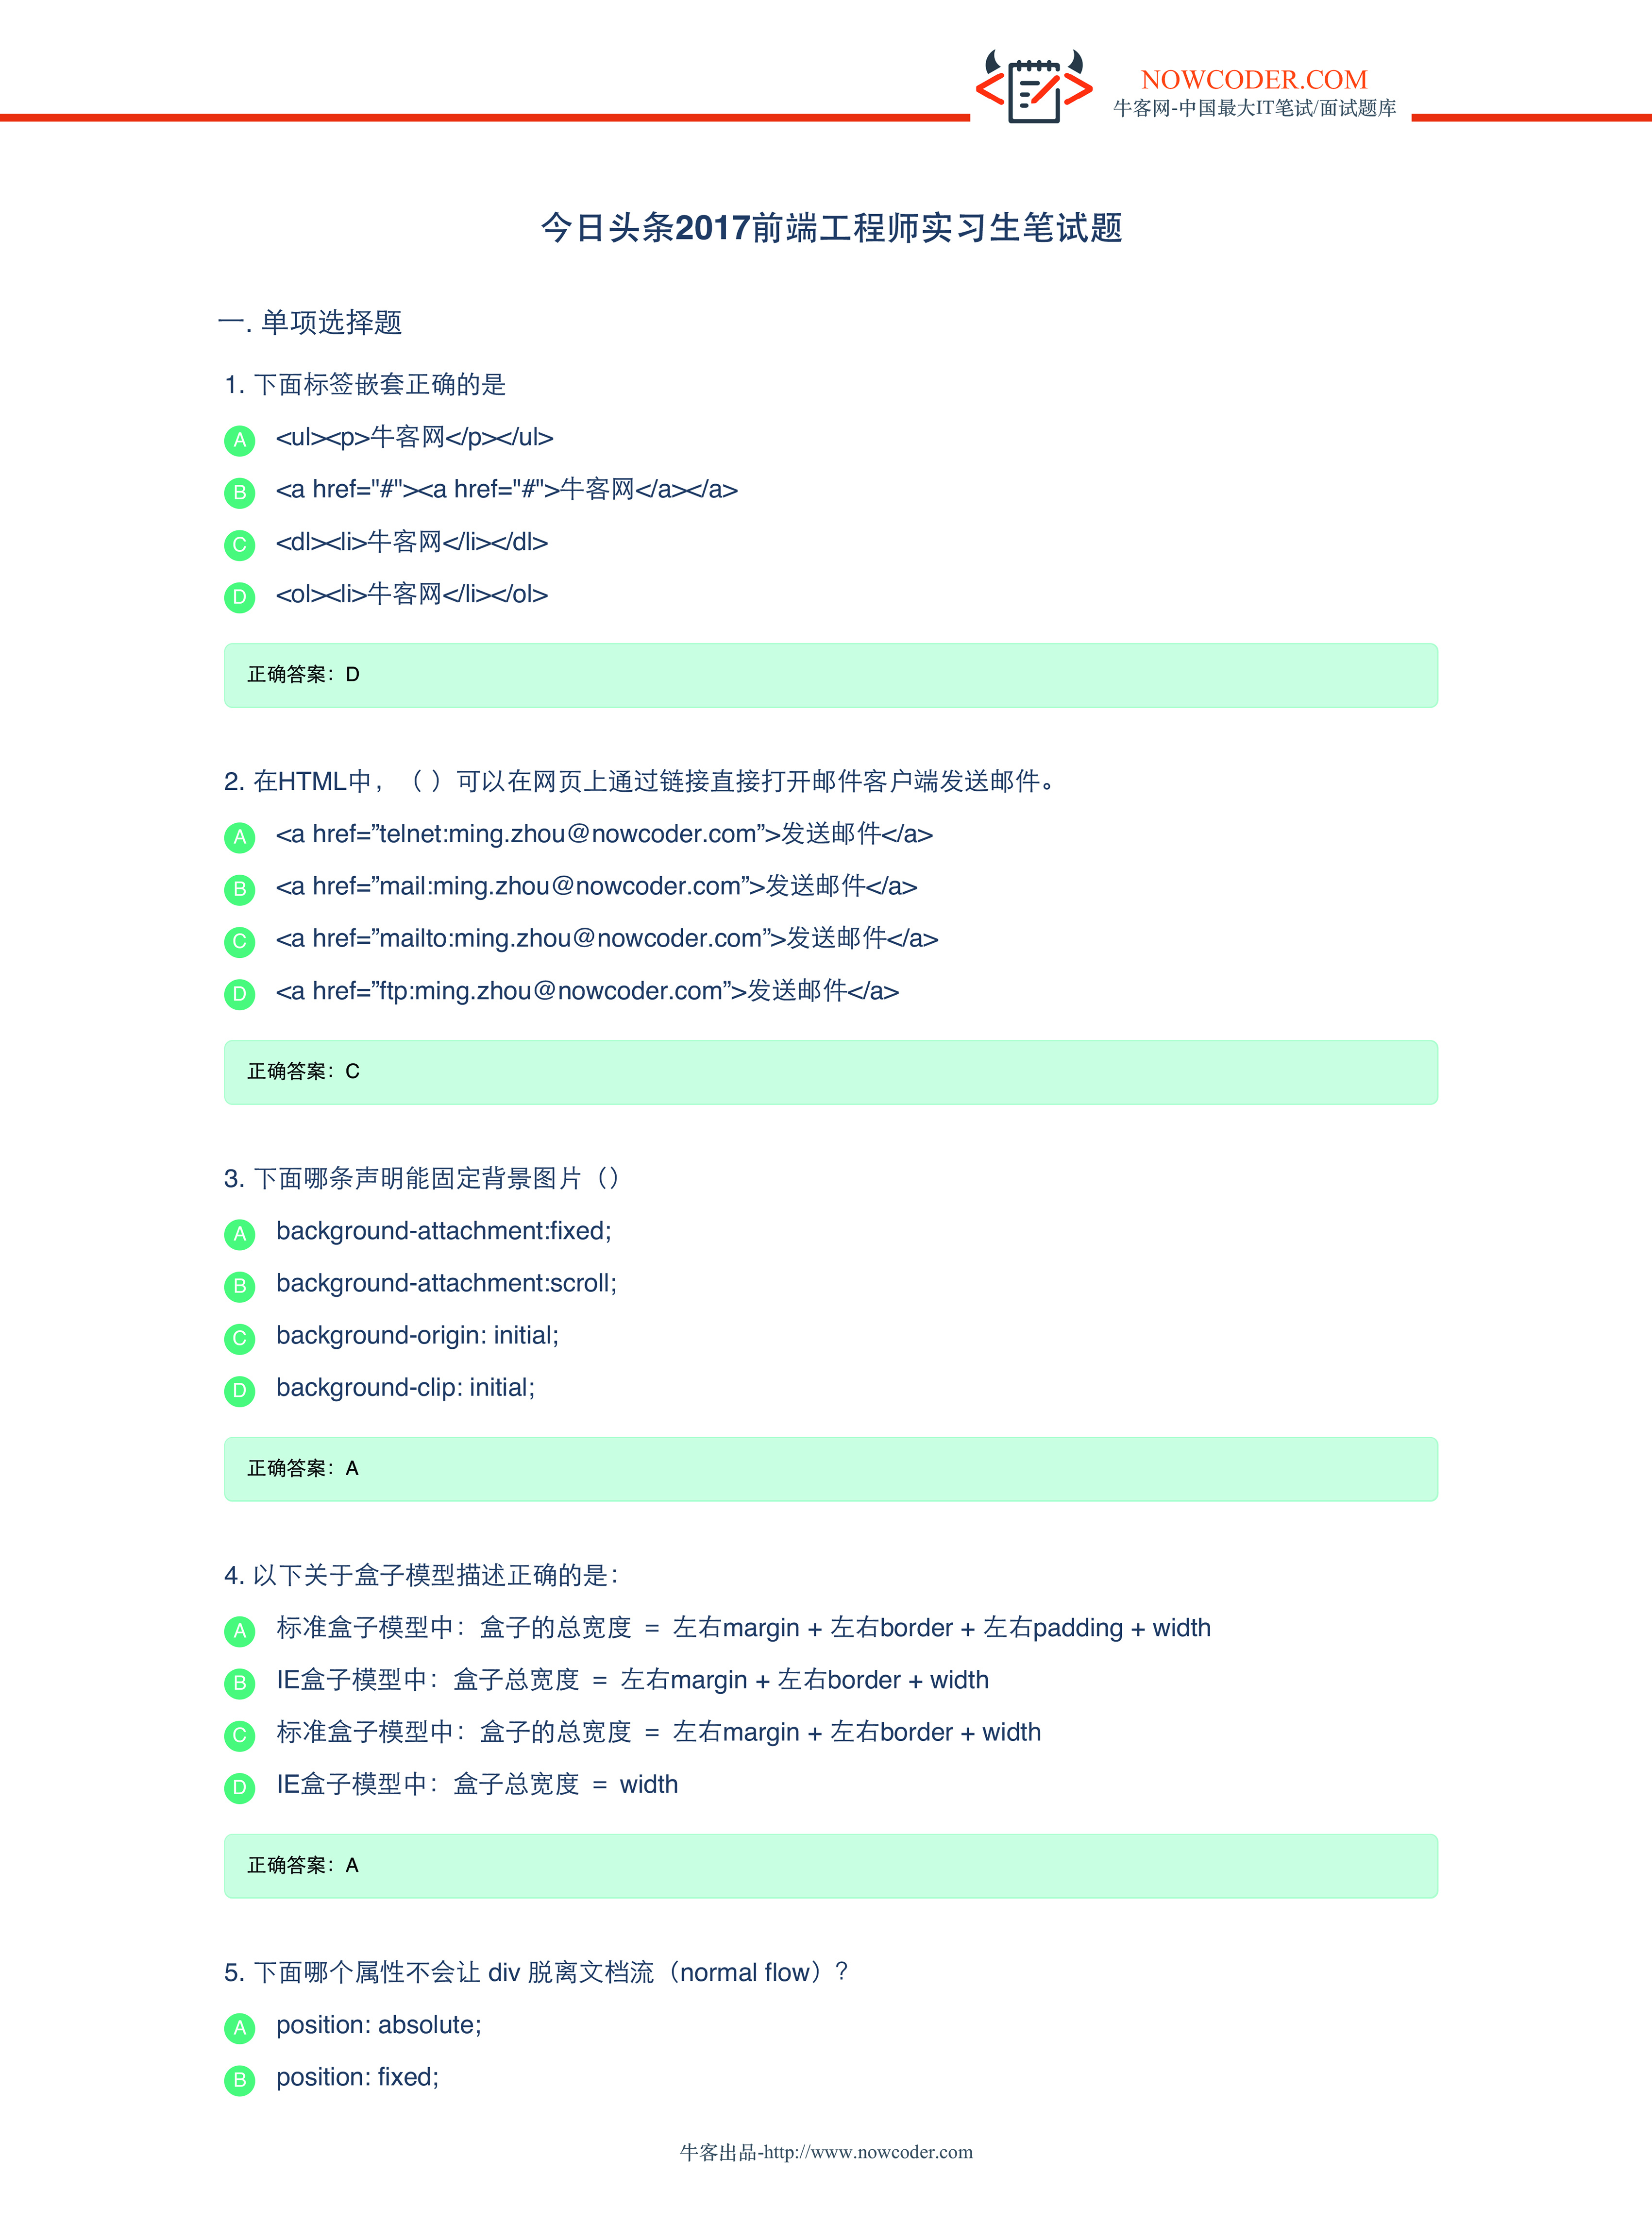 NOWCODER.COM
牛客网-中国最大IT笔试/面试题库
今日头条2017前端工程师实习生笔试题
一. 单项选择题
1. 下面标签嵌套正确的是
A <ul><p>牛客网</p></ul>
B <a href="#"><a href="#">牛客网</a></a>
C <dl><li>牛客网</li></dl>
D <ol><li>牛客网</li></ol>
正确答案：D
2. 在HTML中，（ ）可以在网页上通过链接直接打开邮件客户端发送邮件。
A <a href=”telnet:ming.zhou@nowcoder.com”>发送邮件</a>
B <a href=”mail:ming.zhou@nowcoder.com”>发送邮件</a>
C <a href=”mailto:ming.zhou@nowcoder.com”>发送邮件</a>
D <a href=”ftp:ming.zhou@nowcoder.com”>发送邮件</a>
正确答案：C
3. 下面哪条声明能固定背景图片（）
A background-attachment:fixed;
B background-attachment:scroll;
C background-origin: initial;
D background-clip: initial;
正确答案：A
4. 以下关于盒子模型描述正确的是：
A 标准盒子模型中：盒子的总宽度 ＝ 左右margin + 左右border + 左右padding + width
B IE盒子模型中：盒子总宽度 ＝ 左右margin + 左右border + width
C 标准盒子模型中：盒子的总宽度 ＝ 左右margin + 左右border + width
D IE盒子模型中：盒子总宽度 ＝ width
正确答案：A
5. 下面哪个属性不会让 div 脱离文档流（normal flow）？
A position: absolute;
B position: fixed;
牛客出品-http://www.nowcoder.com